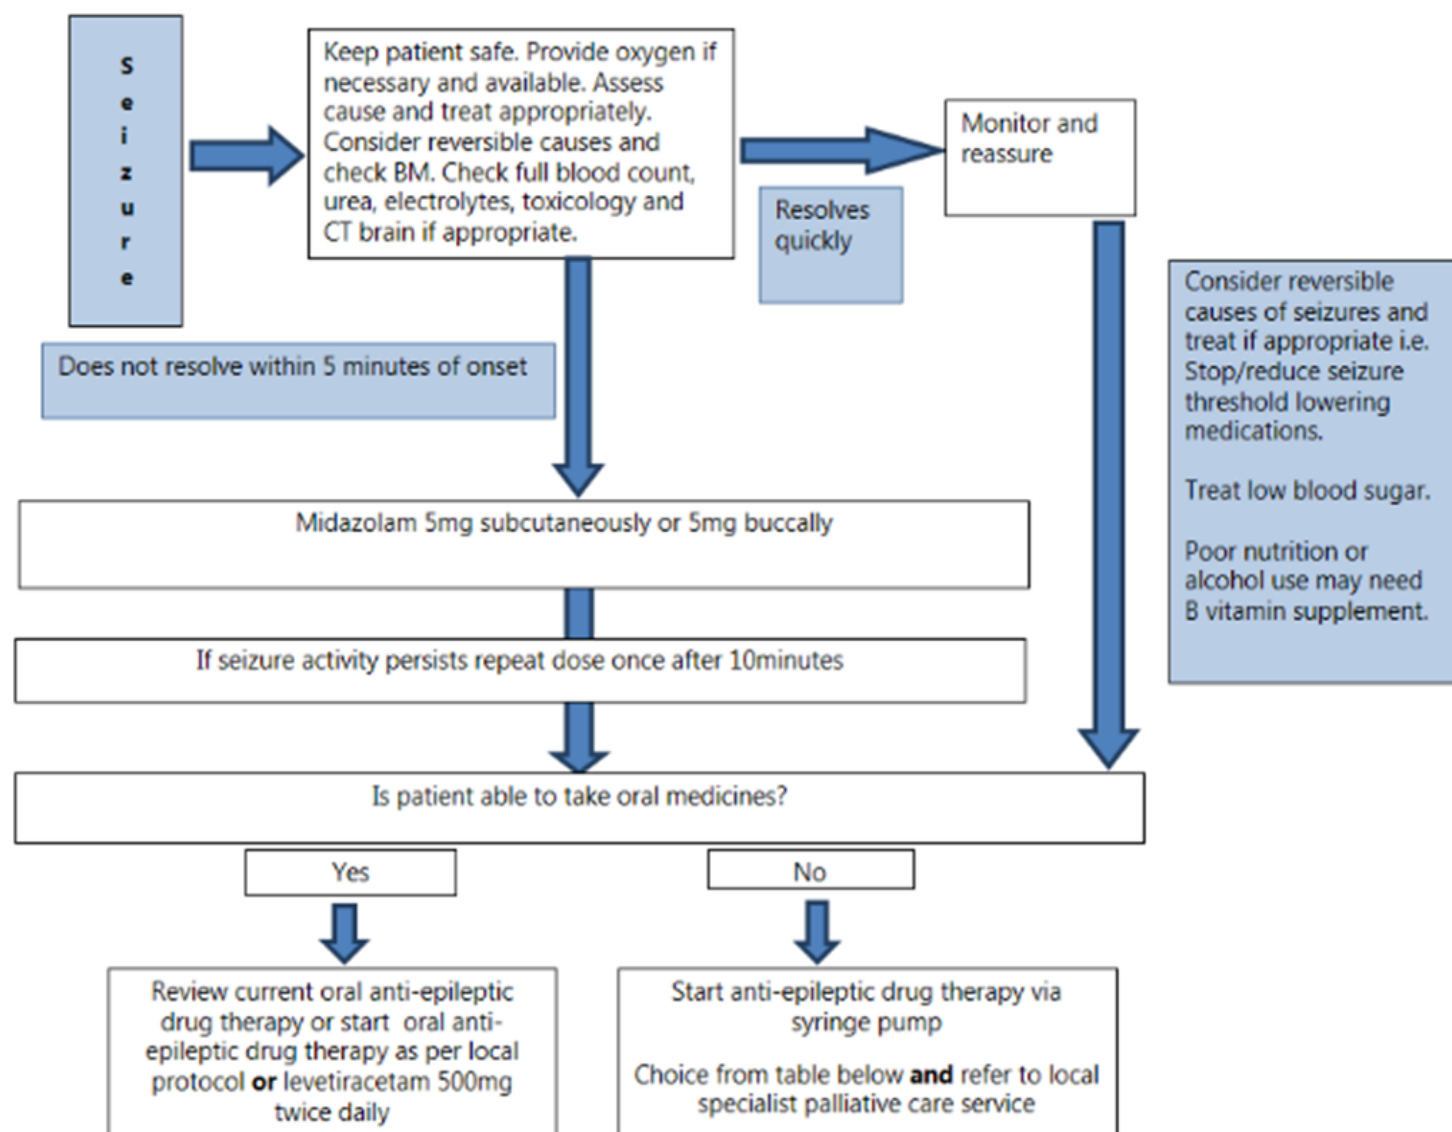 Seizure
Keep patient safe. Provide oxygen if
necessary and available. Assess
cause and treat appropriately.
Consider reversible causes and
check BM. Check full blood count,
urea, electrolytes, toxicology and
CT brain if appropriate.
Resolves
quickly
Monitor and
reassure
Consider reversible
causes of seizures and
treat if appropriate i.e.
Stop/reduce seizure
threshold lowering
medications.
Treat low blood sugar.
Poor nutrition or
alcohol use may need
B vitamin supplement.
Does not resolve within 5 minutes of onset
Midazolam 5mg subcutaneously or 5mg buccally
If seizure activity persists repeat dose once after 10minutes
Is patient able to take oral medicines?
Yes
No
Review current oral anti-epileptic
drug therapy or start oral anti-
epileptic drug therapy as per local
protocol or levetiracetam 500mg
twice daily
Start anti-epileptic drug therapy via
syringe pump
Choice from table below and refer to local
specialist palliative care service